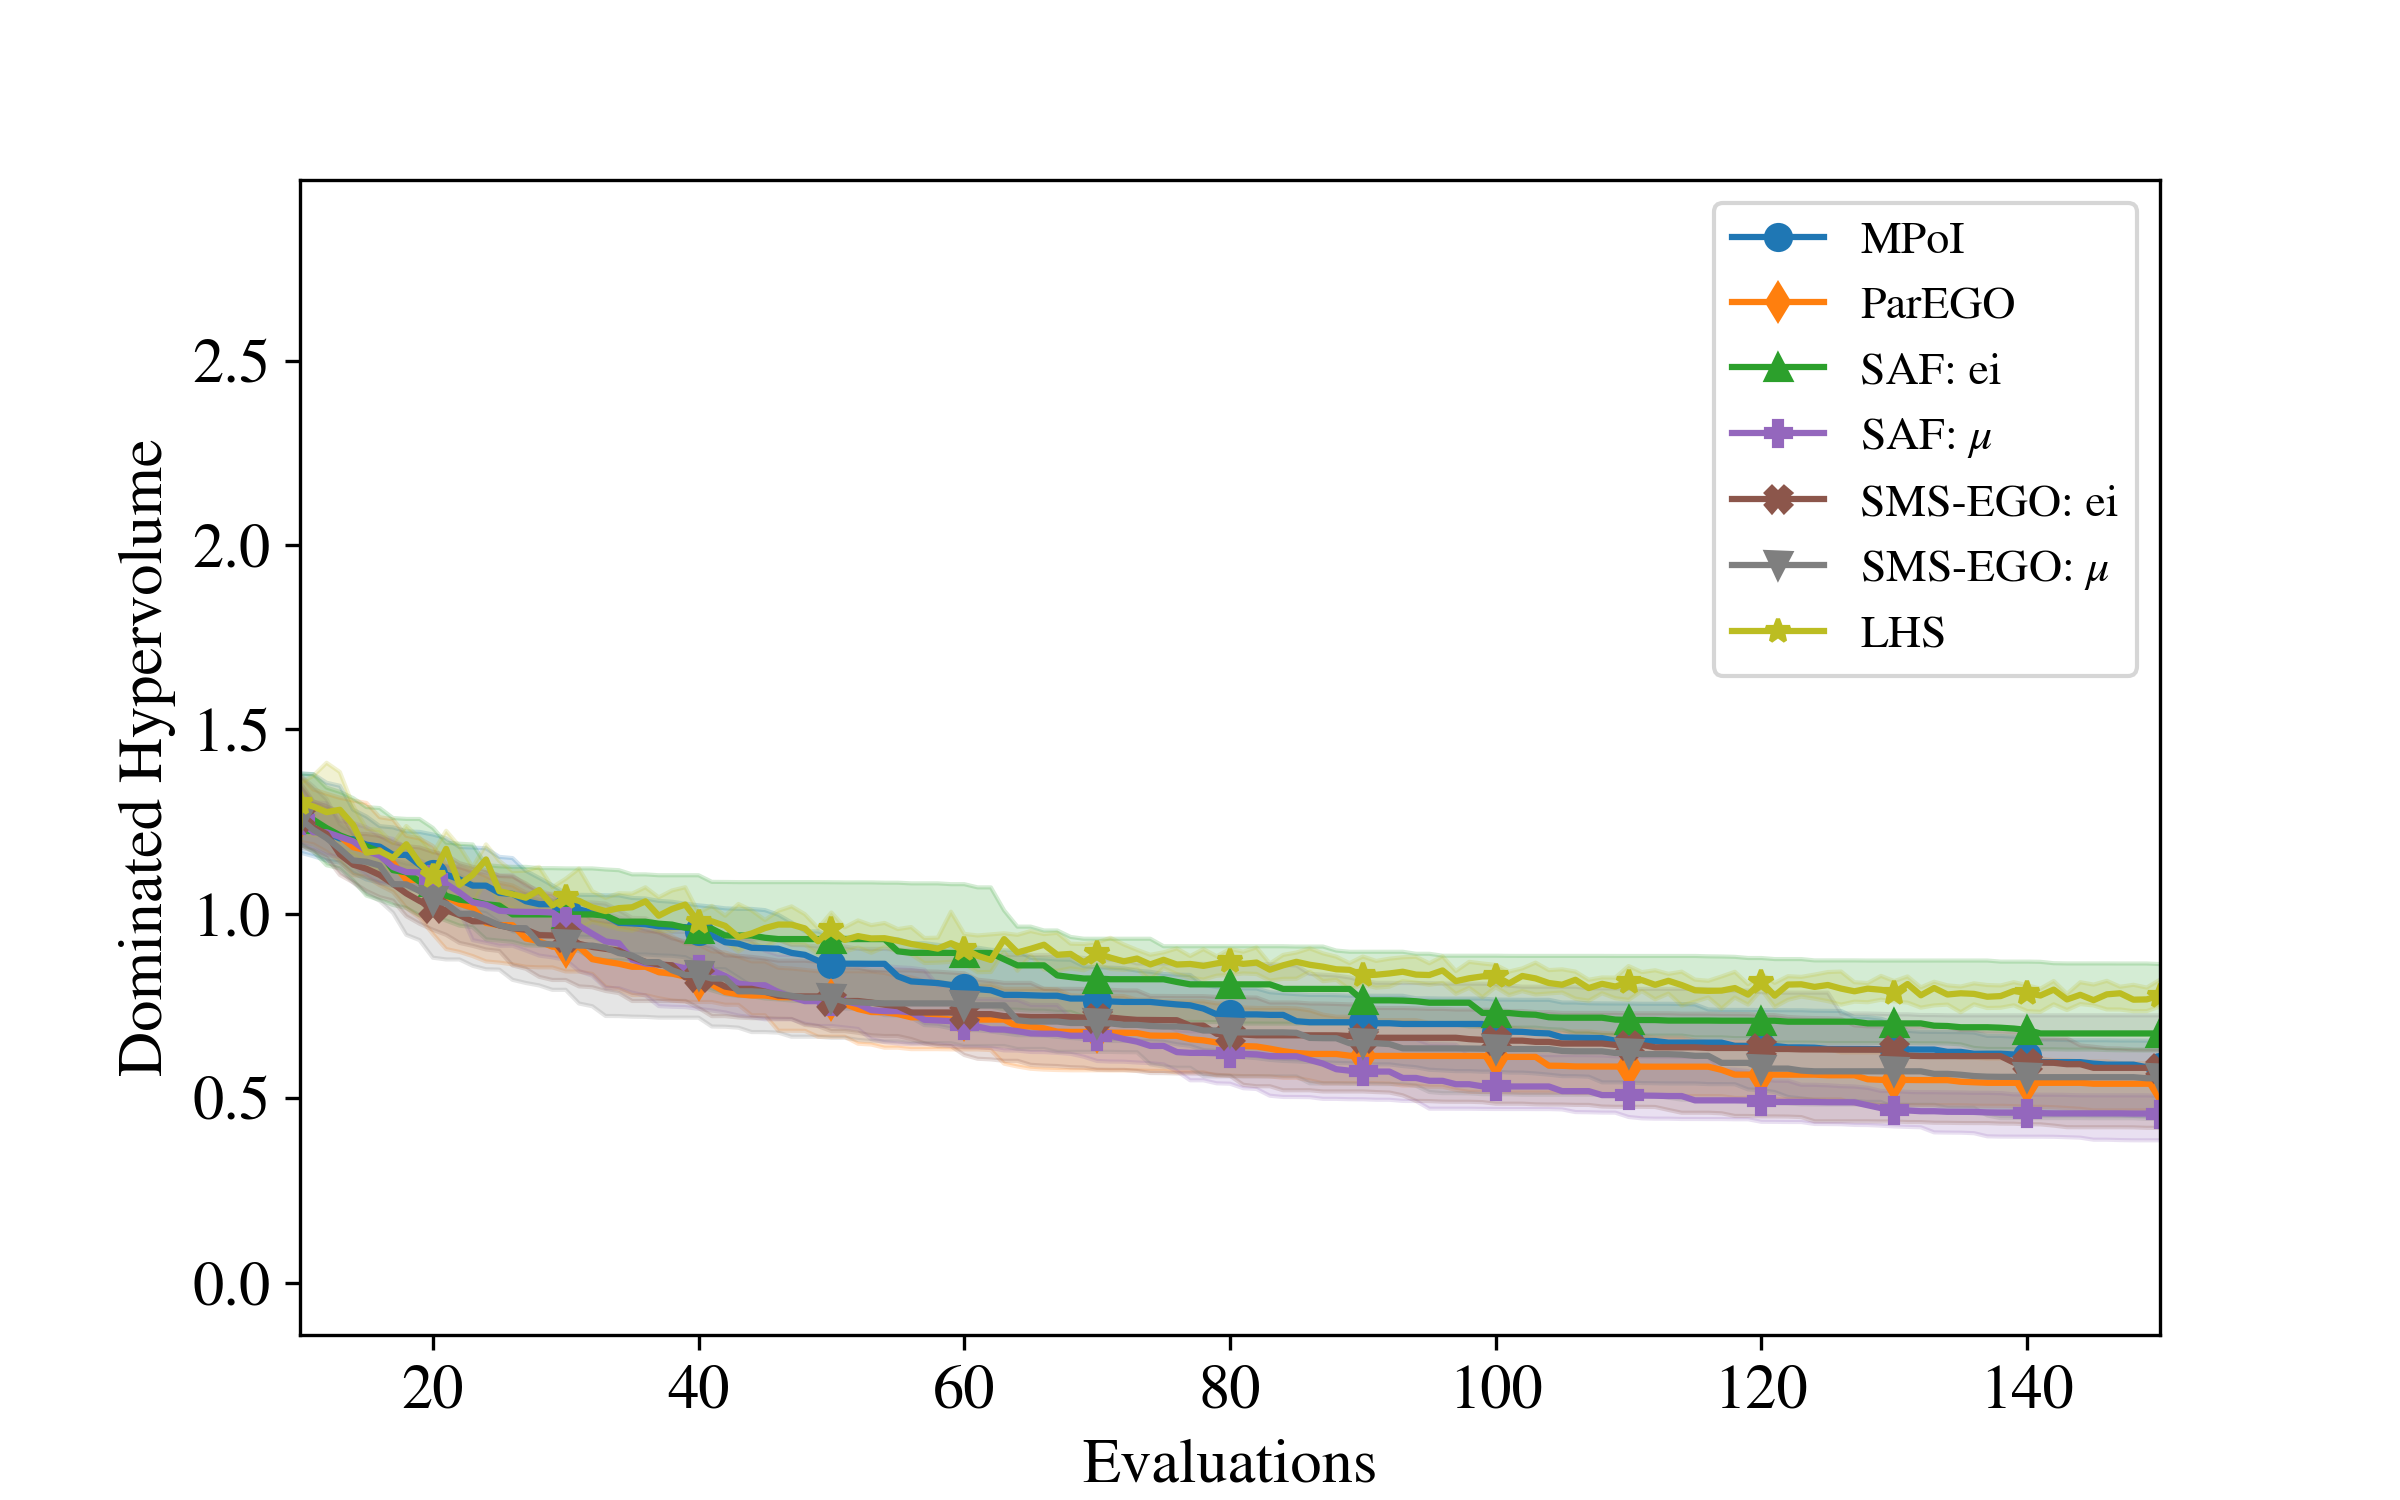 MPoI
ParEGO
SAF: ei
SAF: μ
SMS-EGO: ei
SMS-EGO: μ
LHS
Dominated Hypervolume
2.5
2.0
1.5
1.0
0.5
0.0
20 40 60 80 100 120 140
Evaluations